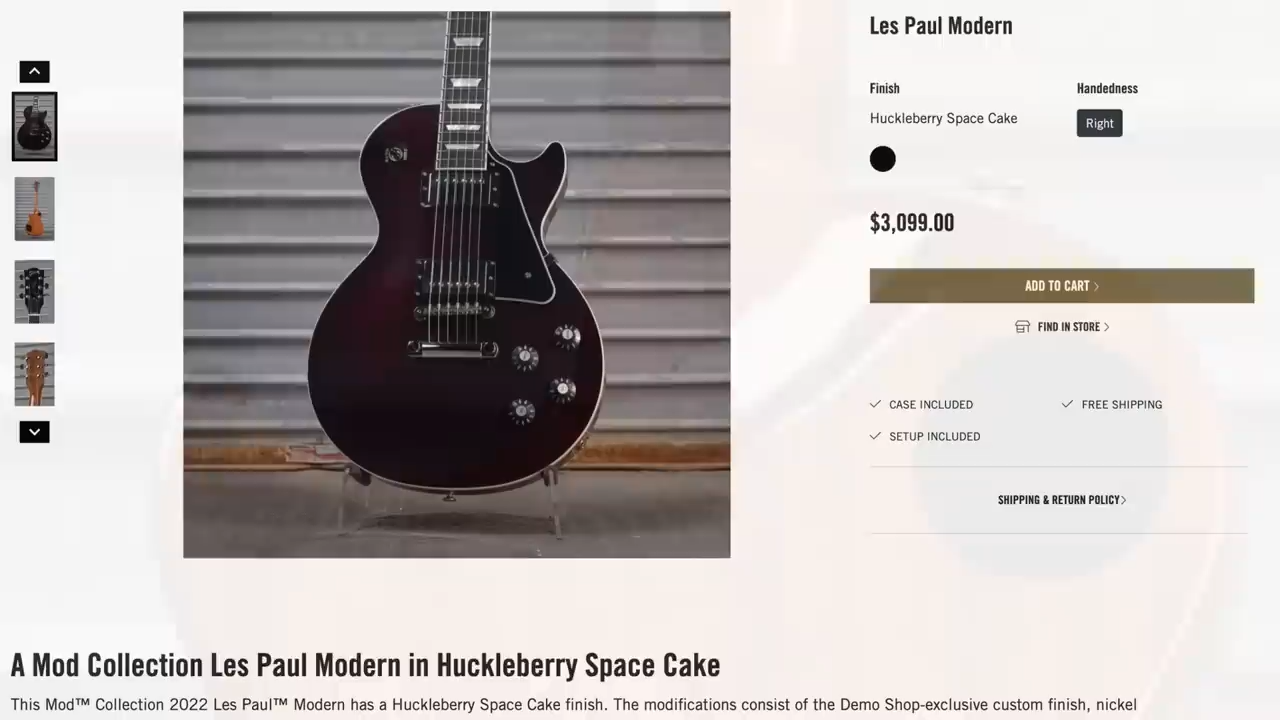 Les Paul Modern
Finish
Handedness
Huckleberry Space Cake
Right
$3,099.00
ADD TO CART
FIND IN STORE
CASE INCLUDED
FREE SHIPPING
SETUP INCLUDED
SHIPPING & RETURN POLICY
A Mod Collection Les Paul Modern in Huckleberry Space Cake
This Mod™ Collection 2022 Les Paul™ Modern has a Huckleberry Space Cake finish. The modifications consist of the Demo Shop-exclusive custom finish, nickel